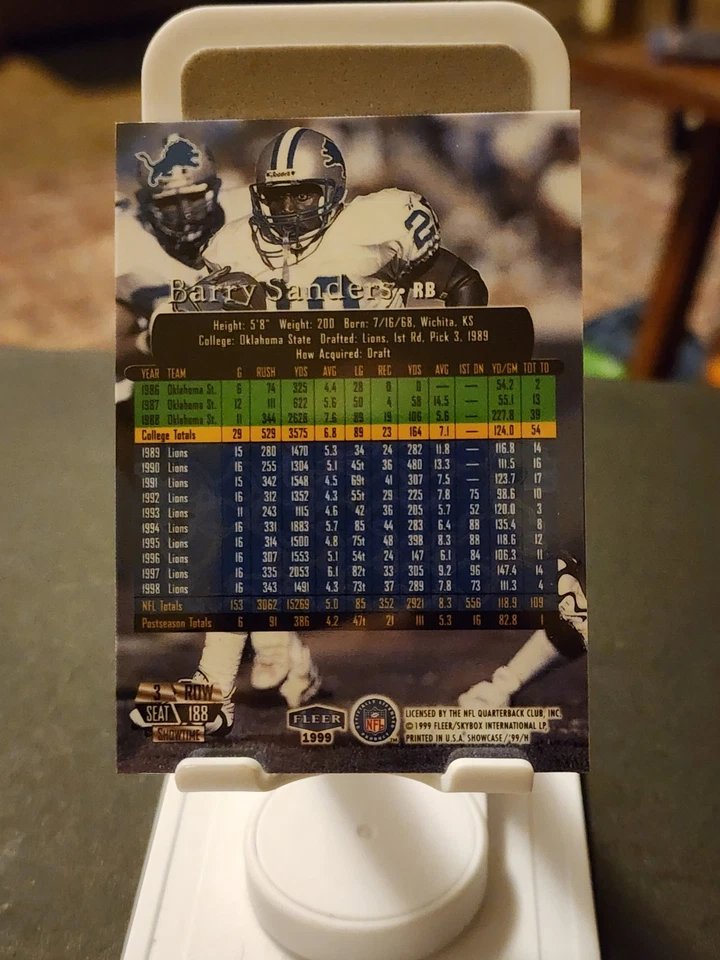 Riddell
2
Barry Sanders • RB
Height: 5'8" Weight: 200 Born: 7/16/68, Wichita, KS
College: Oklahoma State Drafted: Lions, 1st Rd, Pick 3, 1989
How Acquired: Draft
YEAR TEAM G RUSH YDS AVG LG REC YDS AVG 1ST DN YD/GM TOT TD
1986 Oklahoma St. 6 74 325 4.4 28 0 0 — — 54.2 2
1987 Oklahoma St. 12 111 622 5.6 50 4 58 14.5 — 55.1 13
1988 Oklahoma St. 11 344 2628 7.6 89 19 106 5.6 — 227.8 39
College Totals 29 529 3575 6.8 89 23 164 7.1 — 124.0 54
1989 Lions 15 280 1470 5.3 34 24 282 11.8 — 116.8 14
1990 Lions 16 255 1304 5.1 45t 36 480 13.3 — 111.5 16
1991 Lions 15 342 1548 4.5 69t 41 307 7.5 — 123.7 17
1992 Lions 16 312 1352 4.3 55t 29 225 7.8 75 98.6 10
1993 Lions 11 243 1115 4.6 42 36 205 5.7 52 120.0 3
1994 Lions 16 331 1883 5.7 85 44 283 6.4 88 135.4 8
1995 Lions 16 314 1500 4.8 75t 48 398 8.3 88 118.6 12
1996 Lions 16 307 1553 5.1 54t 24 147 6.1 84 106.3 11
1997 Lions 16 335 2053 6.1 82t 33 305 9.2 96 147.4 14
1998 Lions 16 343 1491 4.3 73t 37 289 7.8 73 111.3 4
NFL Totals 153 3062 15269 5.0 85 352 2921 8.3 556 118.9 109
Postseason Totals 6 91 386 4.2 47t 21 111 5.3 16 82.8 1
3 ROW
SEAT 188
SHOWTIME
FLEER
1999
NFL
LICENSED BY THE NFL QUARTERBACK CLUB, INC.
© 1999 FLEER/SKYBOX INTERNATIONAL LP,
PRINTED IN U.S.A. SHOWCASE/'99/H